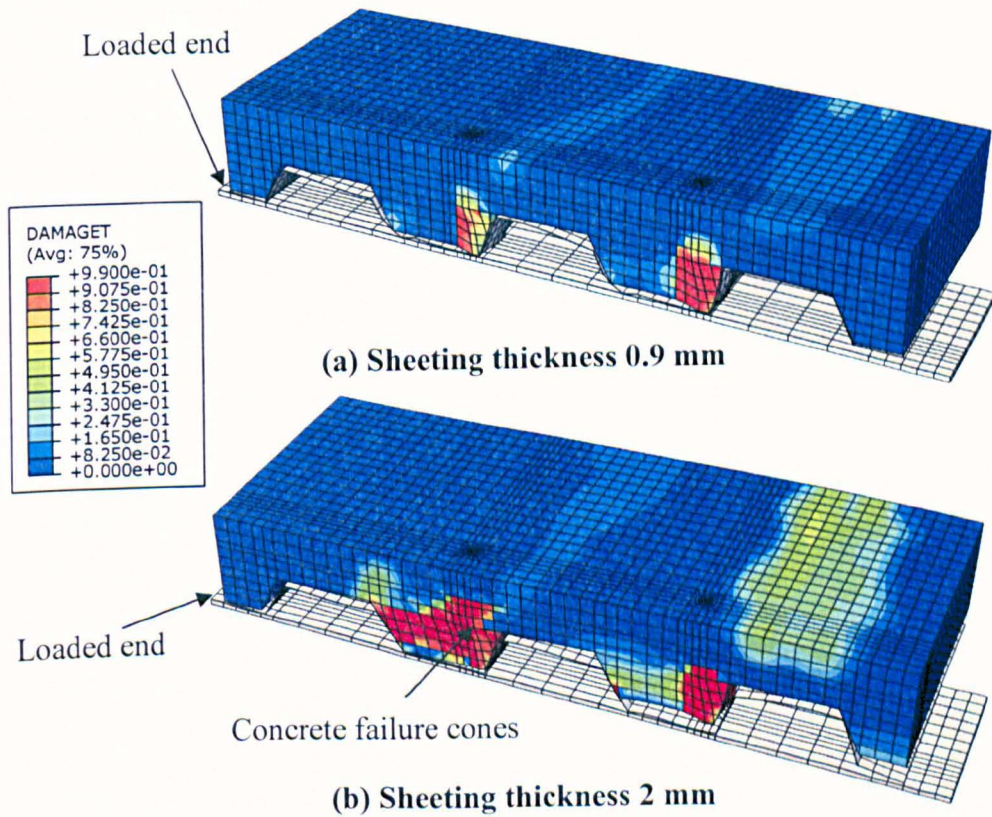 Loaded end
DAMAGET
(Avg: 75%)
+9.900e-01
+9.075e-01
+8.250e-01
+7.425e-01
+6.600e-01
+5.775e-01
+4.950e-01
+4.125e-01
+3.300e-01
+2.475e-01
+1.650e-01
+8.250e-02
+0.000e+00
(a) Sheeting thickness 0.9 mm
Loaded end
Concrete failure cones
(b) Sheeting thickness 2 mm